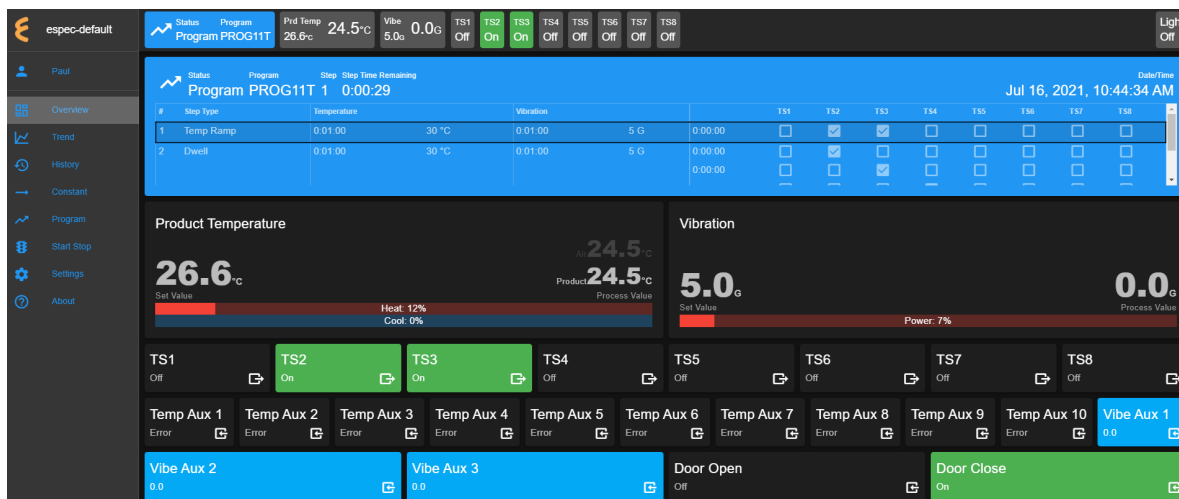 espec-default
Status Program
Program PROG11T
Prd Temp
26.6°C 24.5°C
Vibe
5.0G 0.0G
TS1 TS2 TS3 TS4 TS5 TS6 TS7 TS8
Off On On Off Off Off Off Off
Ligh
Off
Paul
Overview
Trend
History
Constant
Program
Start Stop
Settings
About
Status Program Step Step Time Remaining Date/Time
Program PROG11T 1 0:00:29 Jul 16, 2021, 10:44:34 AM
# Step Type Temperature Vibration TS1 TS2 TS3 TS4 TS5 TS6 TS7 TS8
1 Temp Ramp 0:01:00 30 °C 0:01:00 5 G 0:00:00
2 Dwell 0:01:00 30 °C 0:01:00 5 G 0:00:00
0:00:00
Product Temperature
Air 24.5°C
26.6°C Product 24.5°C
Set Value Process Value
Heat: 12%
Cool: 0%
Vibration
5.0G 0.0G
Set Value Process Value
Power: 7%
TS1 TS2 TS3 TS4 TS5 TS6 TS7 TS8
Off On On Off Off Off Off Off
Temp Aux 1 Temp Aux 2 Temp Aux 3 Temp Aux 4 Temp Aux 5 Temp Aux 6 Temp Aux 7 Temp Aux 8 Temp Aux 9 Temp Aux 10 Vibe Aux 1
Error Error Error Error Error Error Error Error Error Error 0.0
Vibe Aux 2 Vibe Aux 3 Door Open Door Close
0.0 0.0 Off On